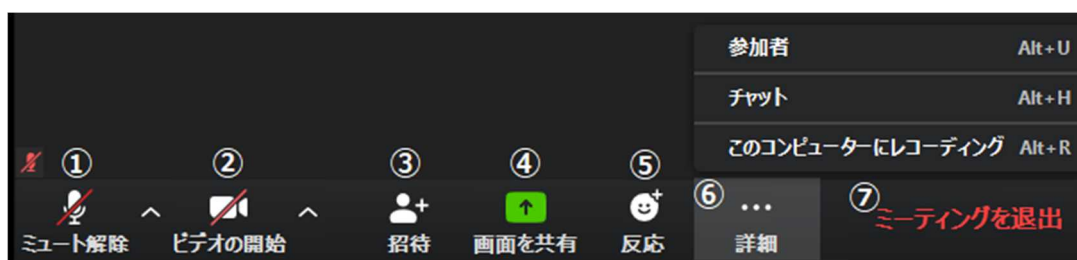 参加者 Alt+U
チャット Alt+H
このコンピューターにレコーディング Alt+R
① ② ③ ④ ⑤ ⑥ ⑦
ミュート解除 ビデオの開始 招待 画面を共有 反応 詳細 ミーティングを退出